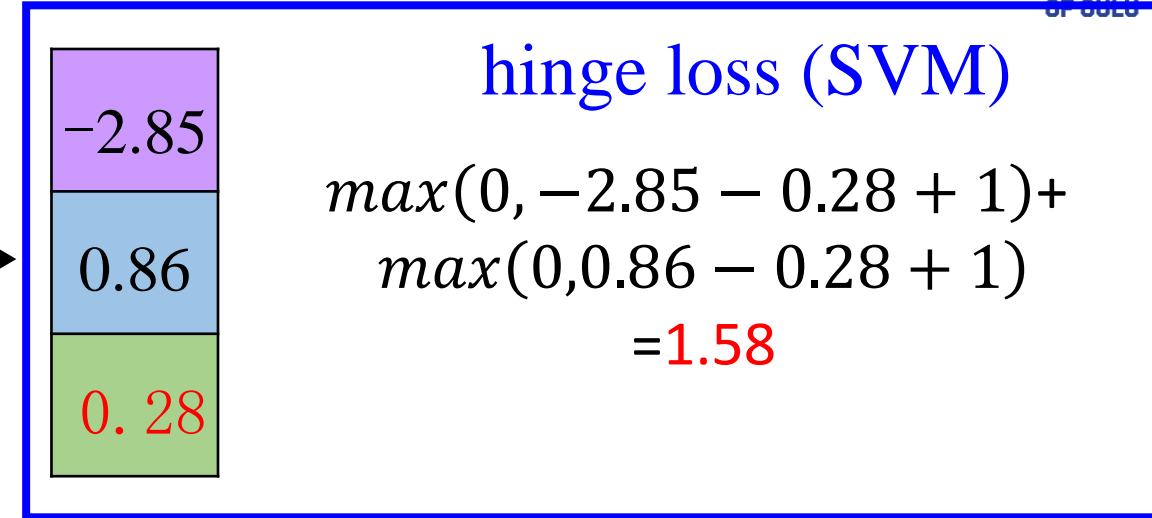 hinge loss (SVM)
−2.85
0.86
0. 28
max(0, −2.85 − 0.28 + 1)+
max(0,0.86 − 0.28 + 1)
=1.58